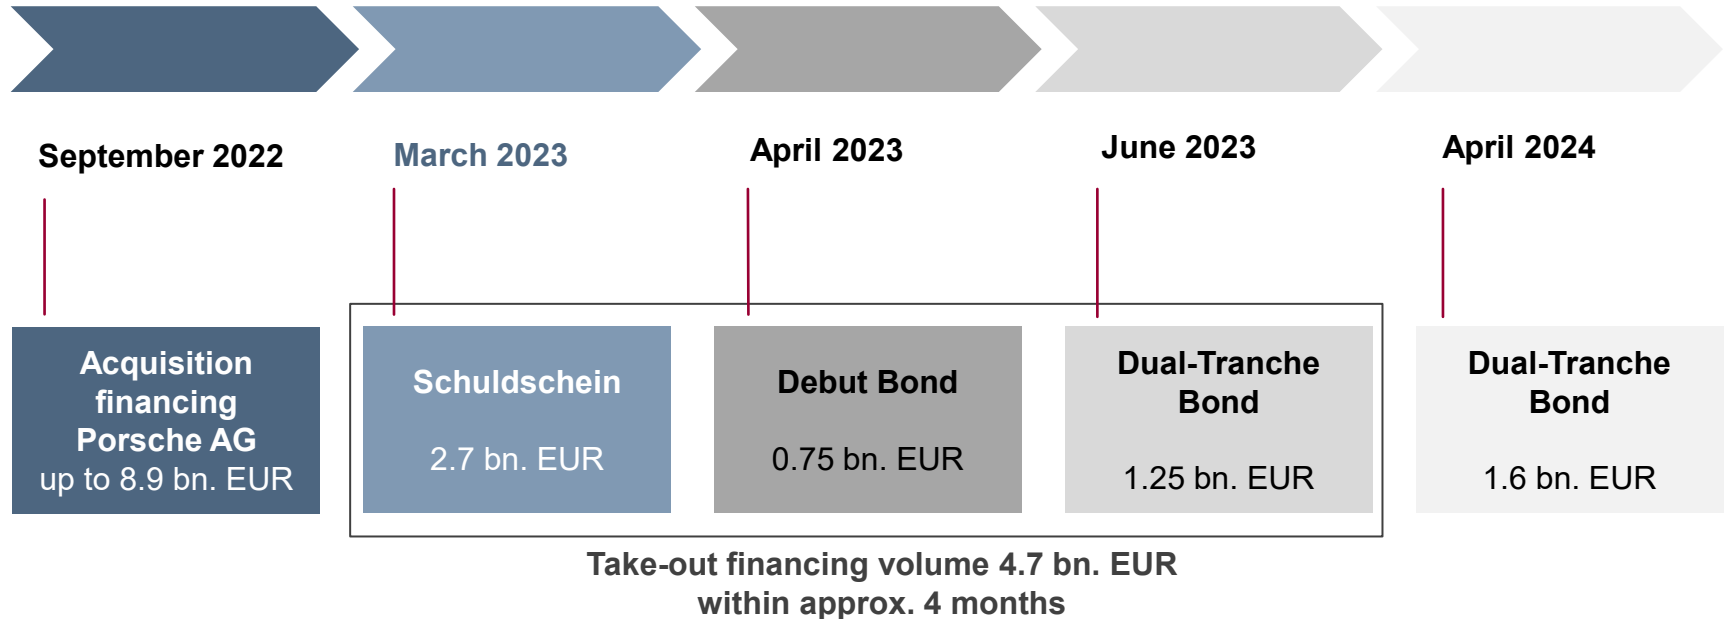 September 2022
March 2023
April 2023
June 2023
April 2024
Acquisition
financing
Porsche AG
up to 8.9 bn. EUR
Schuldschein
2.7 bn. EUR
Debut Bond
0.75 bn. EUR
Dual-Tranche
Bond
1.25 bn. EUR
Dual-Tranche
Bond
1.6 bn. EUR
Take-out financing volume 4.7 bn. EUR
within approx. 4 months